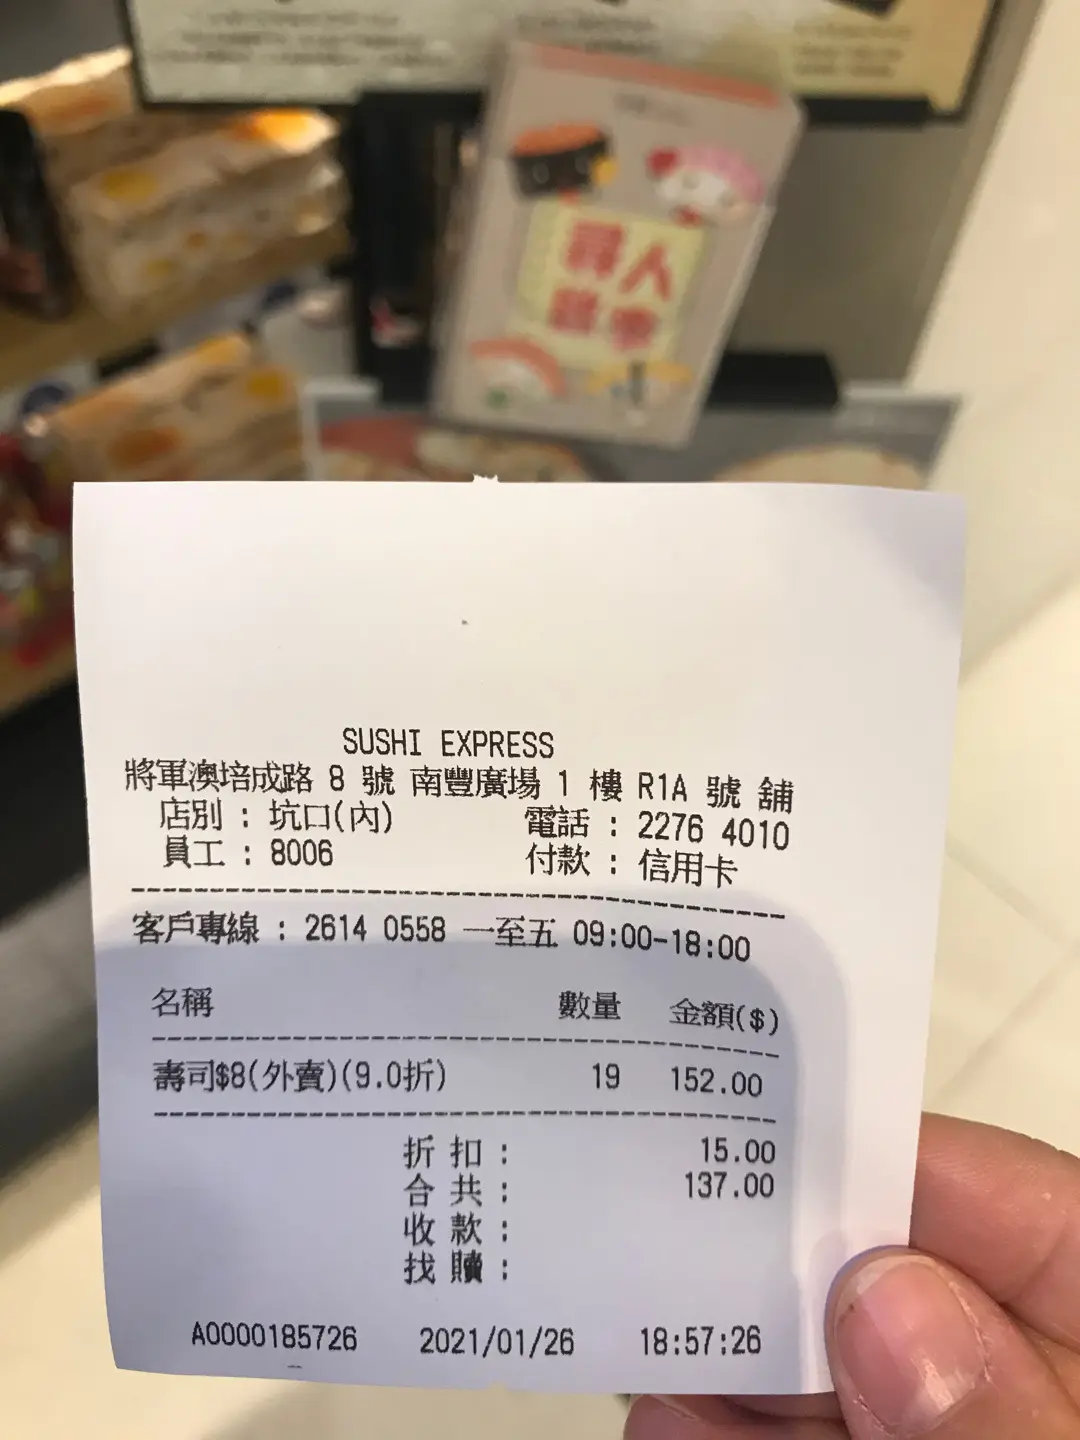 尋人
SUSHI EXPRESS
將軍澳培成路 8 號 南豐廣場 1 樓 R1A 號 舖
店別 : 坑口(內) 電話 : 2276 4010
員工 : 8006 付款 : 信用卡
客戶專線 : 2614 0558 一至五 09:00-18:00
名稱 數量 金額($)
壽司$8(外賣)(9.0折) 19 152.00
折 扣 : 15.00
合 共 : 137.00
收 款 :
找 贖 :
A0000185726 2021/01/26 18:57:26